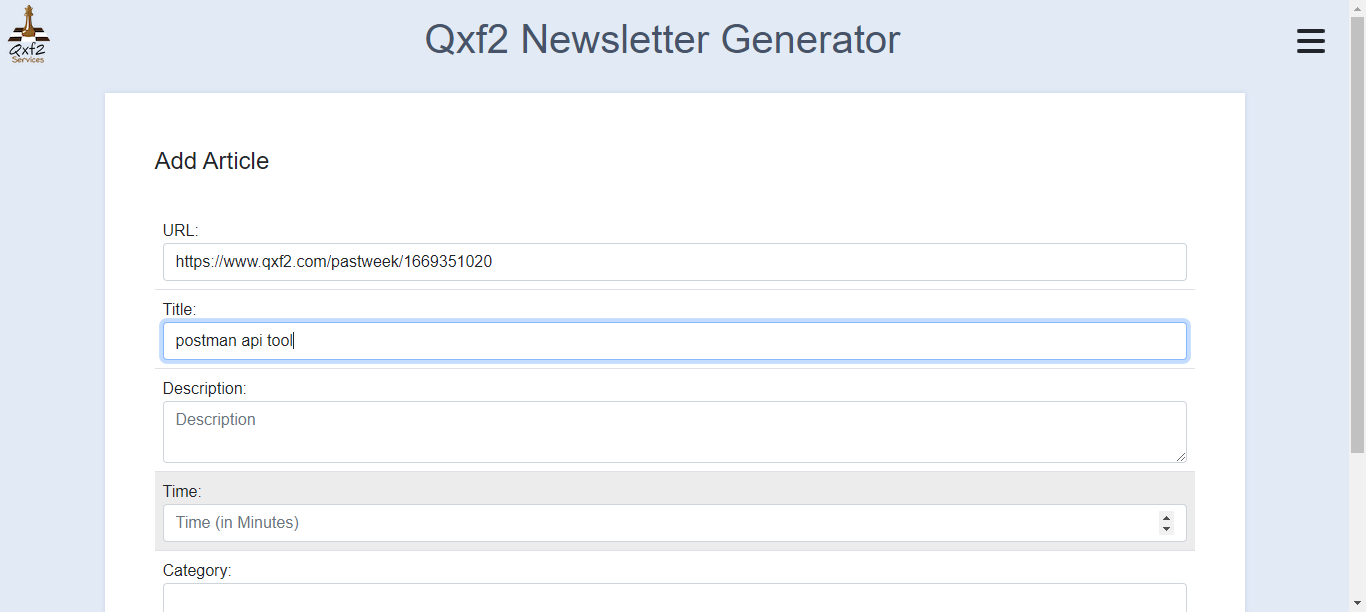 Qxf2
Services
Qxf2 Newsletter Generator
Add Article
URL:
https://www.qxf2.com/pastweek/1669351020
Title:
postman api tool
Description:
Description
Time:
Time (in Minutes)
Category: